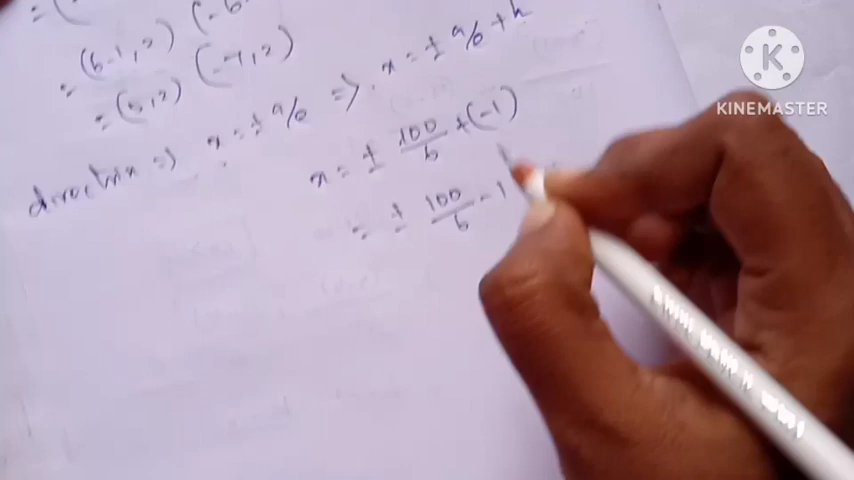 = (
= (6-1, 2) (-7, 2)
= (5, 2)
directrix => x = ± a/e => x = ± a/e + h
x = ± 100/6 + (-1)
= ± 100/6 - 1
KINEMASTER